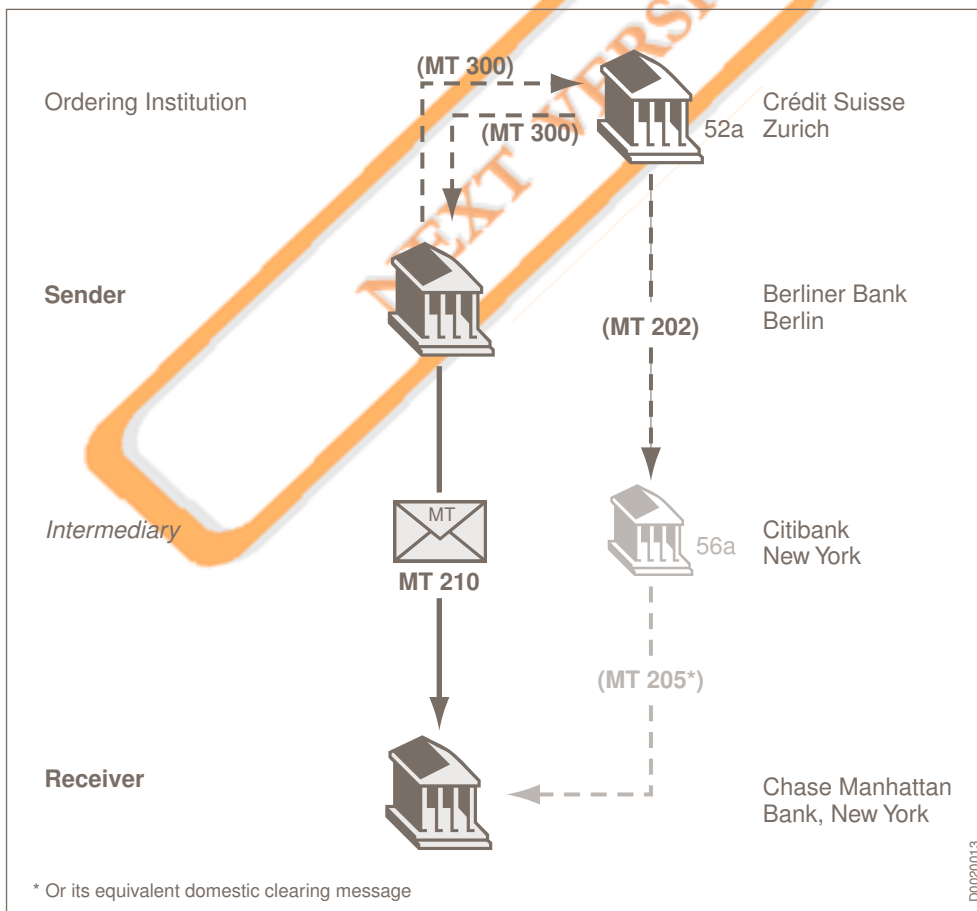 (MT 300)
Ordering Institution
Crédit Suisse
Zurich
52a
(MT 300)
NEXT VERSI
Sender
Berliner Bank
Berlin
(MT 202)
Intermediary
MT
MT 210
56a
Citibank
New York
(MT 205*)
Receiver
Chase Manhattan
Bank, New York
* Or its equivalent domestic clearing message
D0020013